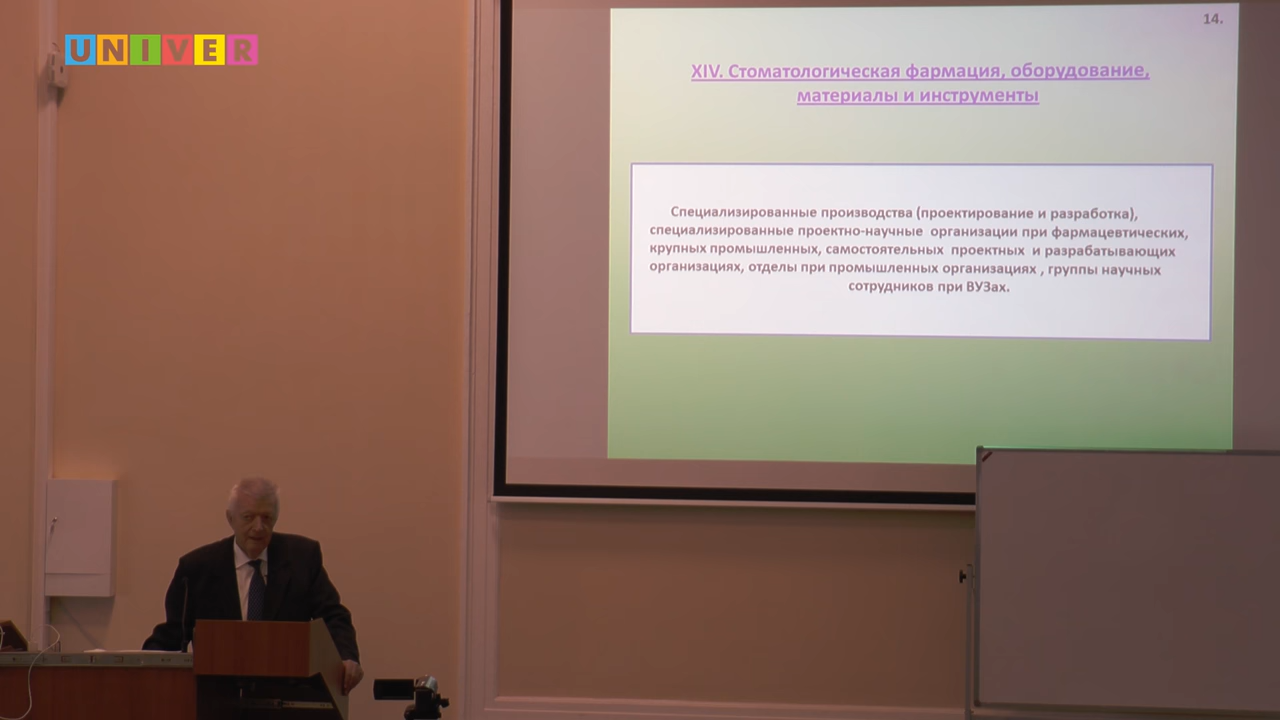 UNIVER
14.
XIV. Стоматологическая фармация, оборудование,
материалы и инструменты
Специализированные производства (проектирование и разработка),
специализированные проектно-научные организации при фармацевтических,
крупных промышленных, самостоятельных проектных и разрабатывающих
организациях, отделы при промышленных организациях , группы научных
сотрудников при ВУЗах.